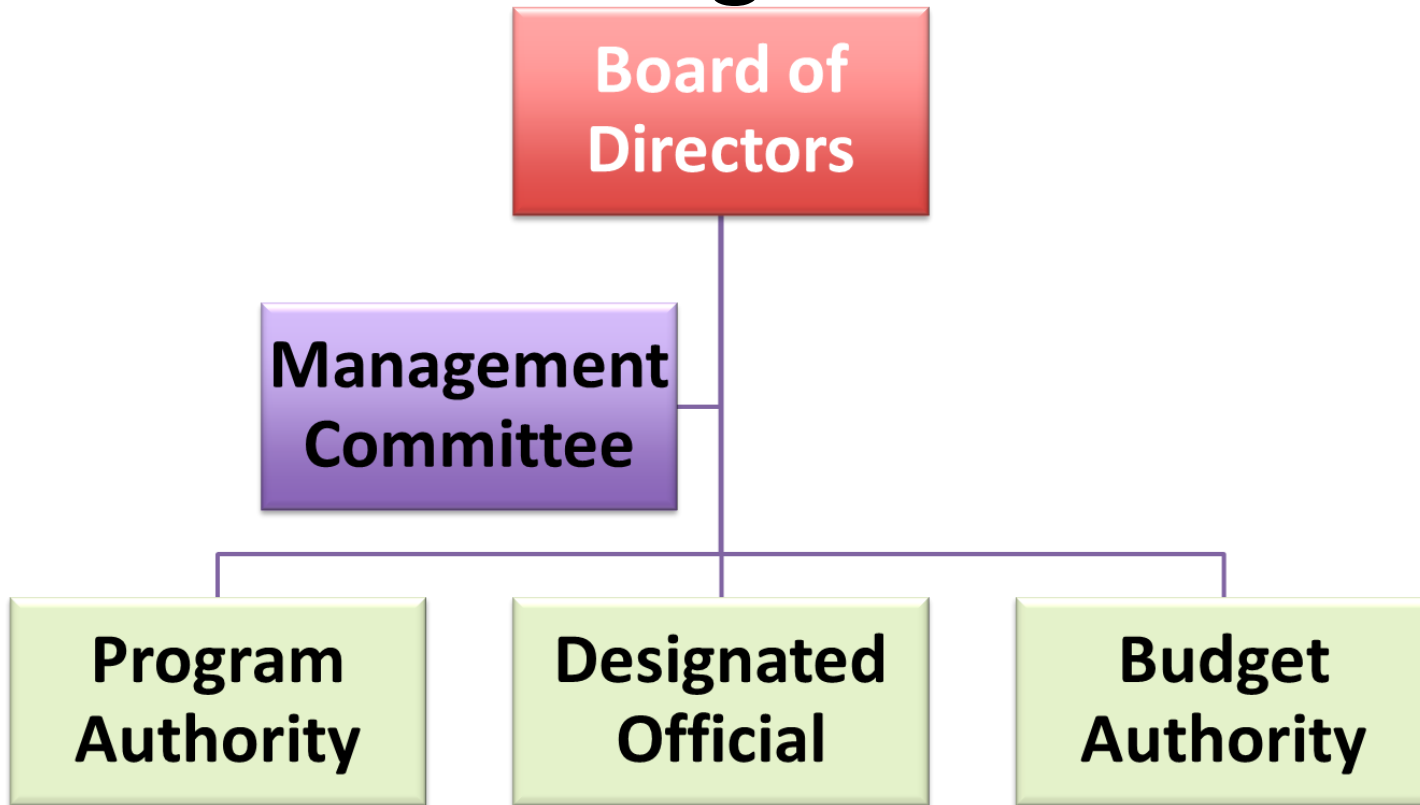 Board of
Directors
Management
Committee
Program
Authority
Designated
Official
Budget
Authority